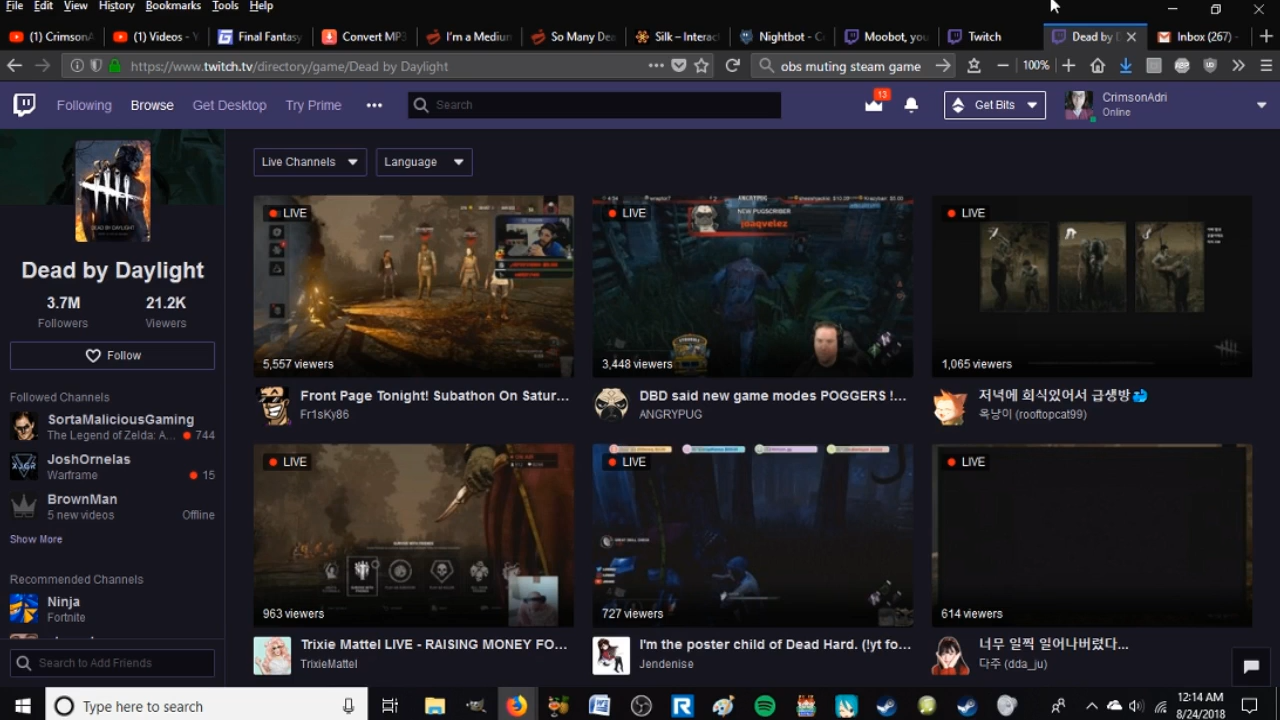 File Edit View History Bookmarks Tools Help
(1) Crimson
(1) Videos - Y
Final Fantasy
Convert MP3
I'm a Medium
So Many Dea
Silk – Interac
Nightbot - C
Moobot, you
Twitch
Dead by D
Inbox (267) -
https://www.twitch.tv/directory/game/Dead by Daylight
100%
obs muting steam game
Following Browse Get Desktop Try Prime
Search
13
Get Bits
CrimsonAdri
Online
Live Channels
Language
Dead by Daylight
3.7M 21.2K
Followers Viewers
Follow
Followed Channels
SortaMaliciousGaming
The Legend of Zelda: A... 744
JoshOrnelas
Warframe 15
BrownMan
5 new videos Offline
Show More
Recommended Channels
Ninja
Fortnite
Search to Add Friends
DEAD BY DAYLIGHT
LIVE
5,557 viewers
Front Page Tonight! Subathon On Satur...
Fr1sKy86
LIVE
ANGRYPUG
NEW PUGSCRIBER
3,448 viewers
DBD said new game modes POGGERS !...
ANGRYPUG
LIVE
1,065 viewers
저녁에 회식있어서 급생방
옥냥이 (rooftopcat99)
LIVE
963 viewers
Trixie Mattel LIVE - RAISING MONEY FO...
TrixieMattel
LIVE
727 viewers
I'm the poster child of Dead Hard. (!yt fo...
Jendenise
LIVE
614 viewers
너무 일찍 일어나버렸다...
다주 (dda_ju)
Type here to search
12:14 AM
8/24/2018